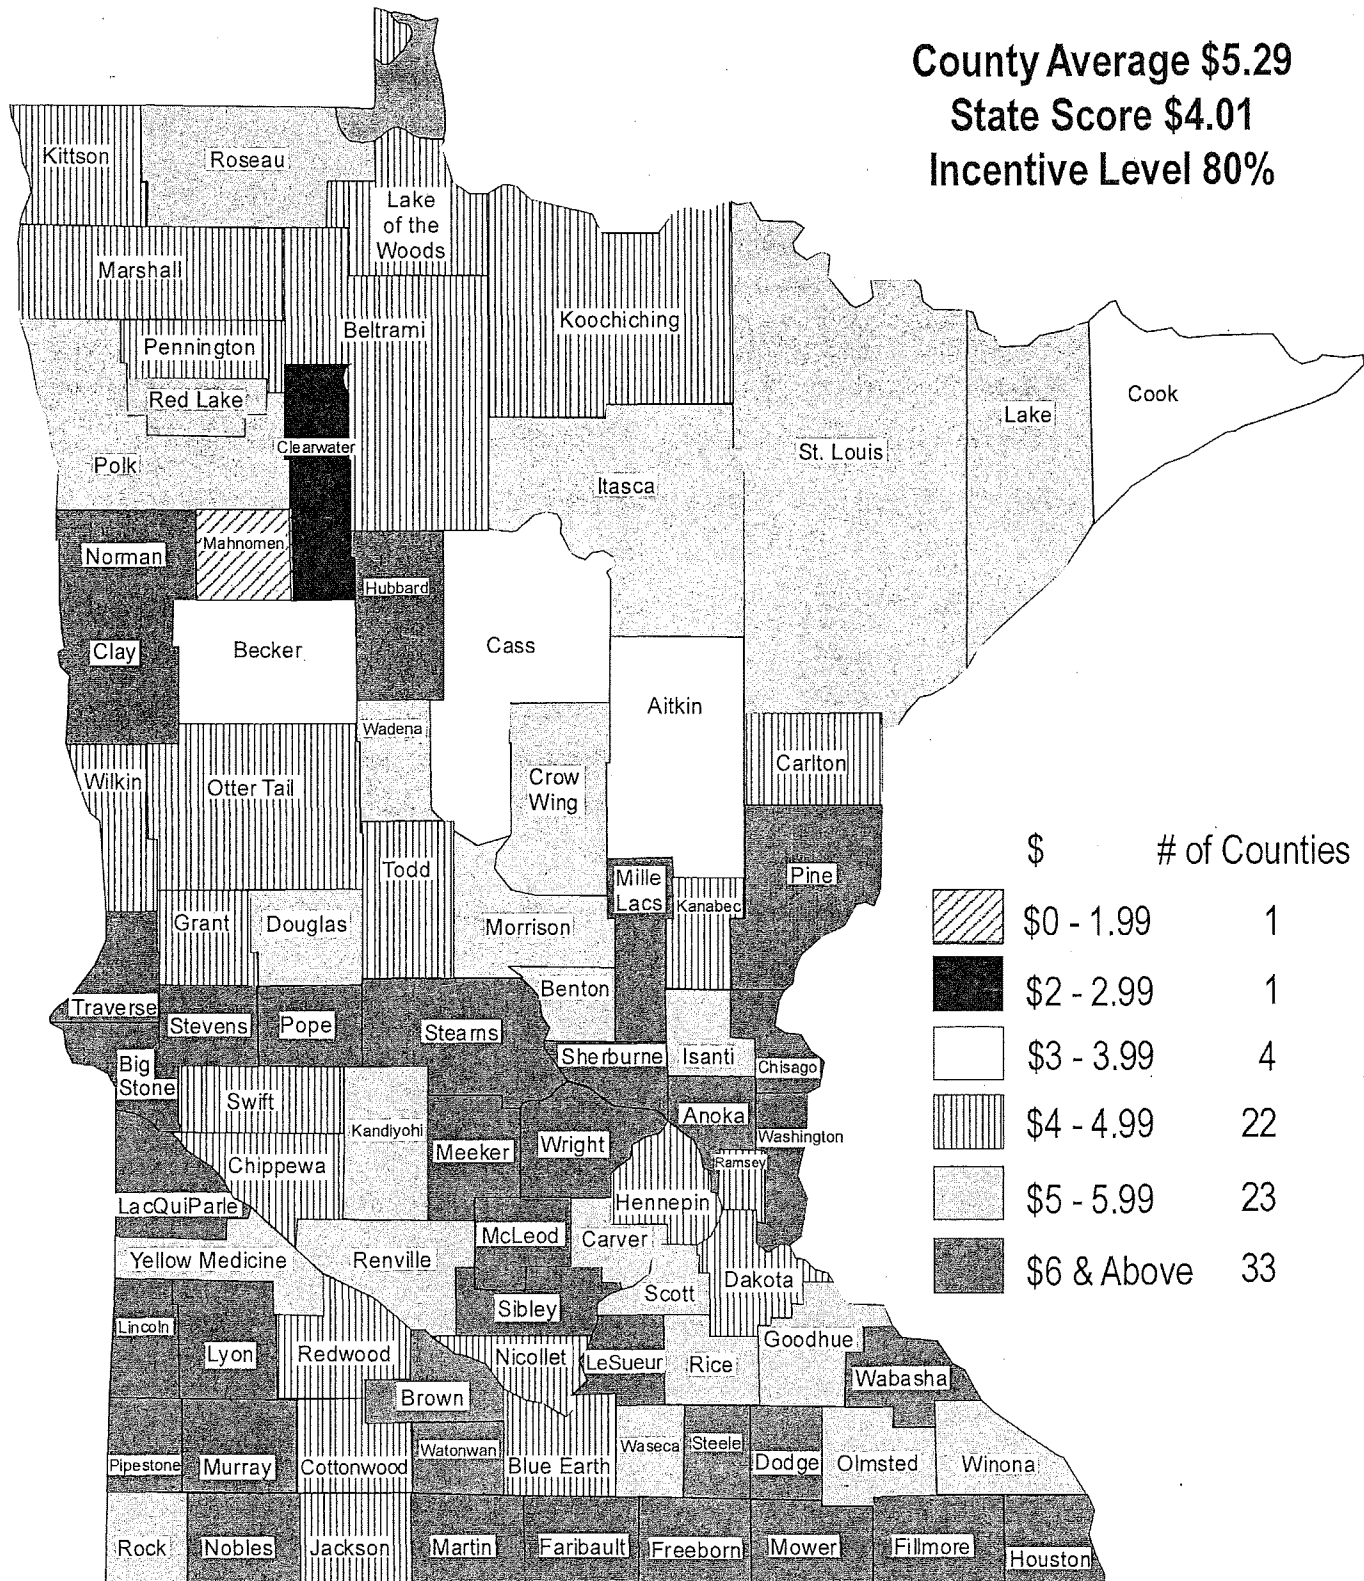 County Average $5.29
State Score $4.01
Incentive Level 80%
Kittson
Roseau
Lake
of the
Woods
Marshall
Beltrami
Koochiching
Pennington
Red Lake
Clearwater
Polk
St. Louis
Lake
Cook
Itasca
Norman
Mahnomen
Hubbard
Clay
Becker
Cass
Aitkin
Wadena
Wilkin
Otter Tail
Crow
Wing
Carlton
Todd
Mille
Lacs
Kanabec
Pine
Grant
Douglas
Morrison
Benton
Traverse
Stevens
Pope
Stearns
Sherburne
Isanti
Chisago
Big
Stone
Swift
Kandiyohi
Anoka
Washington
Meeker
Wright
Chippewa
Ramsey
Hennepin
LacQuiParle
McLeod
Carver
Yellow Medicine
Renville
Scott
Dakota
Sibley
Lincoln
Lyon
Redwood
Nicollet
LeSueur
Rice
Goodhue
Wabasha
Brown
Pipestone
Murray
Cottonwood
Watonwan
Blue Earth
Waseca
Steele
Dodge
Olmsted
Winona
Rock
Nobles
Jackson
Martin
Faribault
Freeborn
Mower
Fillmore
Houston
$ # of Counties
$0 - 1.99 1
$2 - 2.99 1
$3 - 3.99 4
$4 - 4.99 22
$5 - 5.99 23
$6 & Above 33